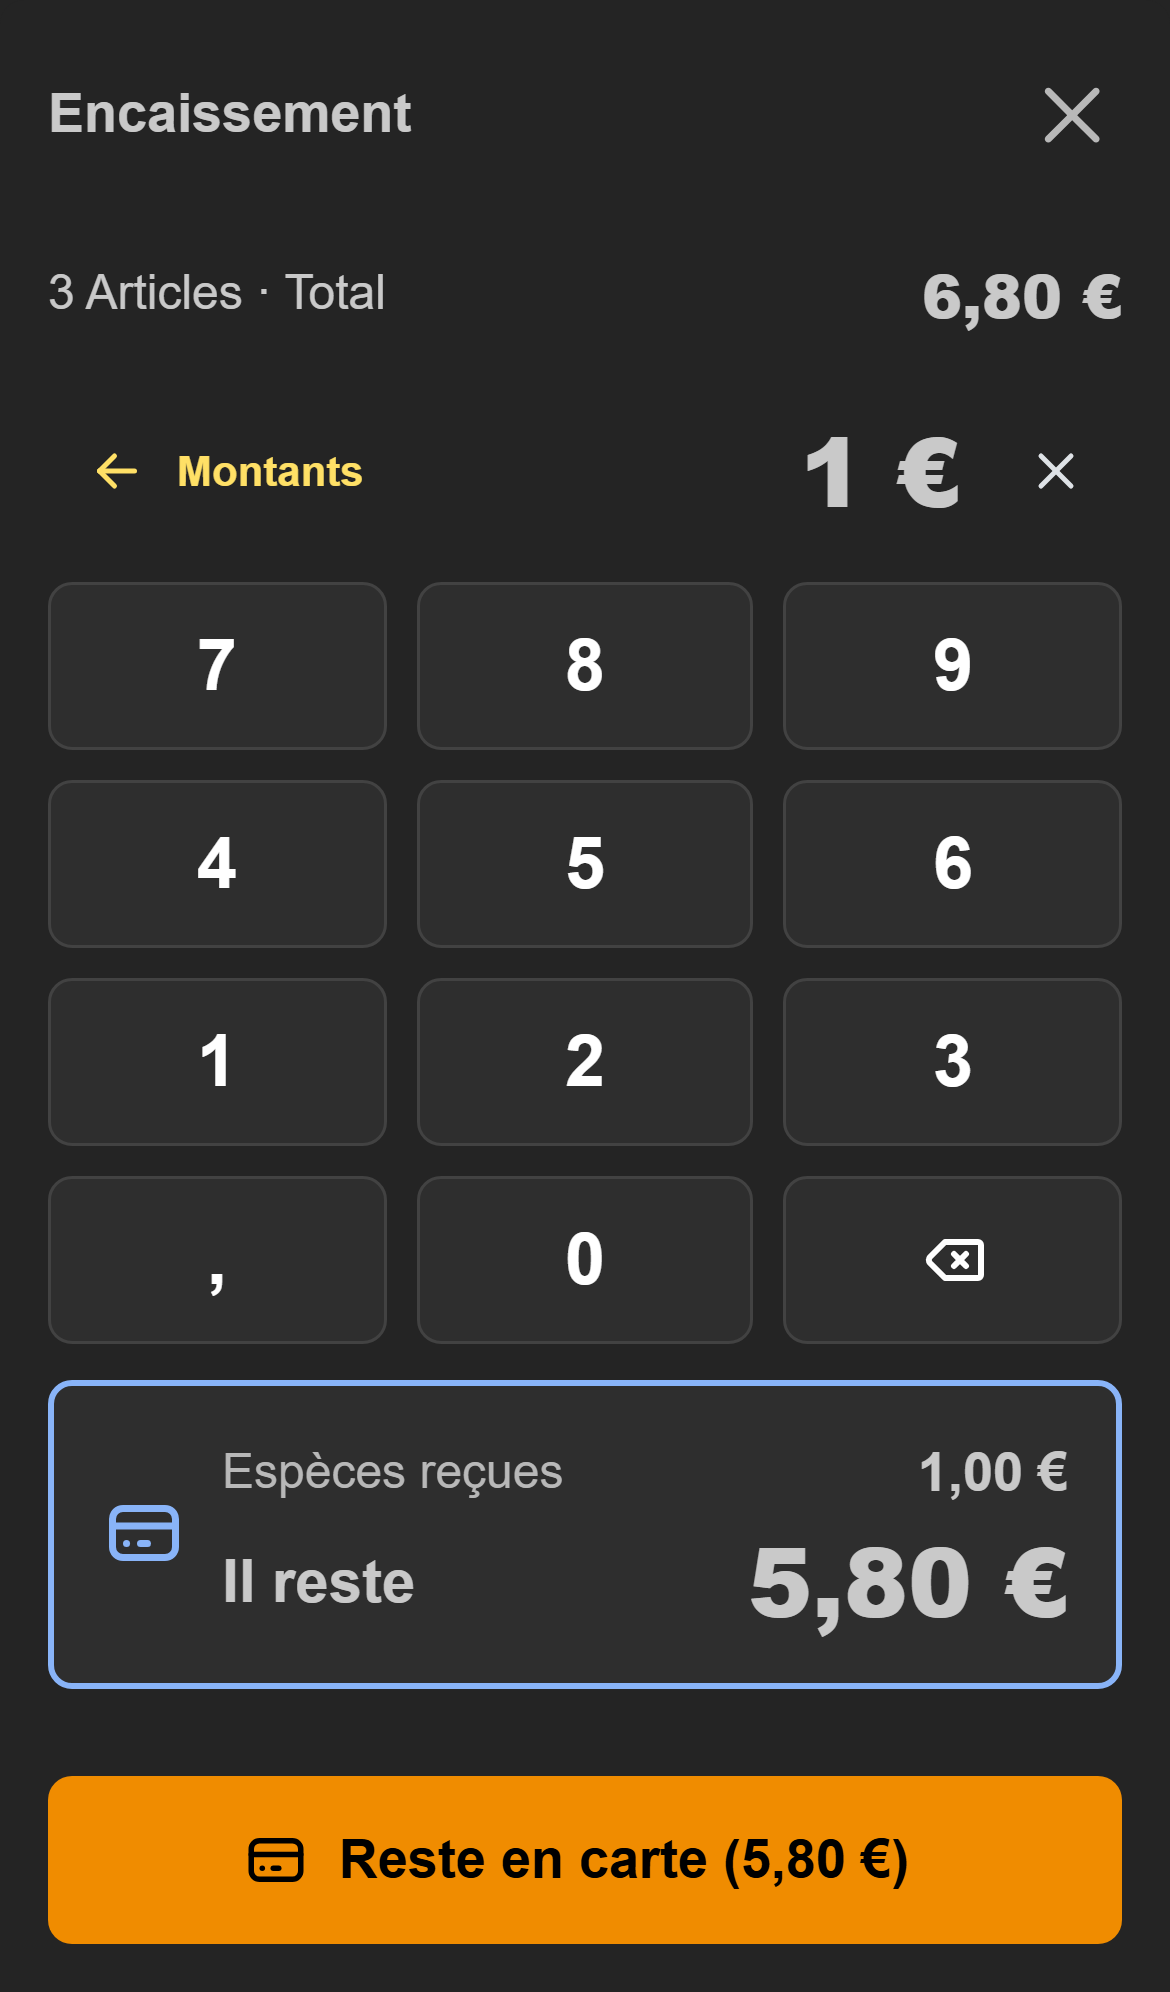 Encaissement
3 Articles · Total 6,80 €
Montants 1 €
7 8 9
4 5 6
1 2 3
, 0
Espèces reçues 1,00 €
Il reste 5,80 €
Reste en carte (5,80 €)